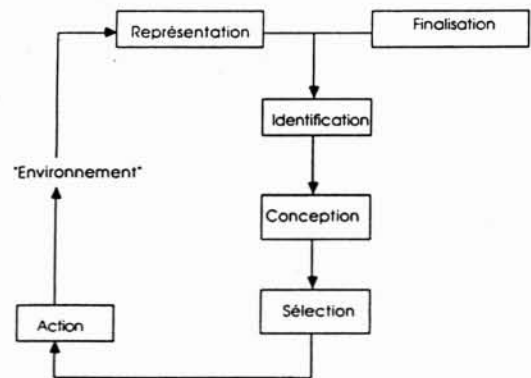 Représentation
Finalisation
Identification
"Environnement"
Conception
Sélection
Action